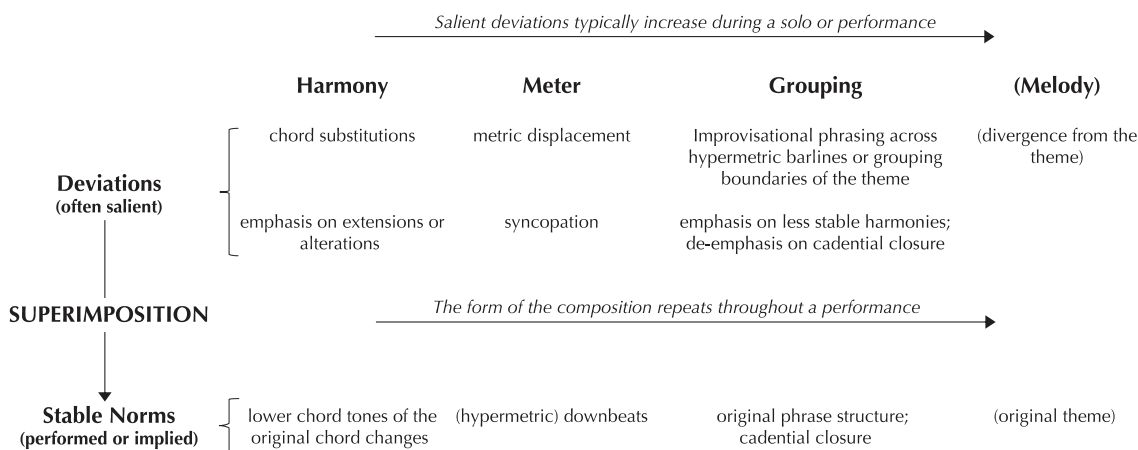 Salient deviations typically increase during a solo or performance
Harmony
Meter
Grouping
(Melody)
Deviations
(often salient)
chord substitutions
metric displacement
Improvisational phrasing across
hypermetric barlines or grouping
boundaries of the theme
(divergence from the
theme)
emphasis on extensions or
alterations
syncopation
emphasis on less stable harmonies;
de-emphasis on cadential closure
SUPERIMPOSITION
The form of the composition repeats throughout a performance
Stable Norms
(performed or implied)
lower chord tones of the
original chord changes
(hypermetric) downbeats
original phrase structure;
cadential closure
(original theme)